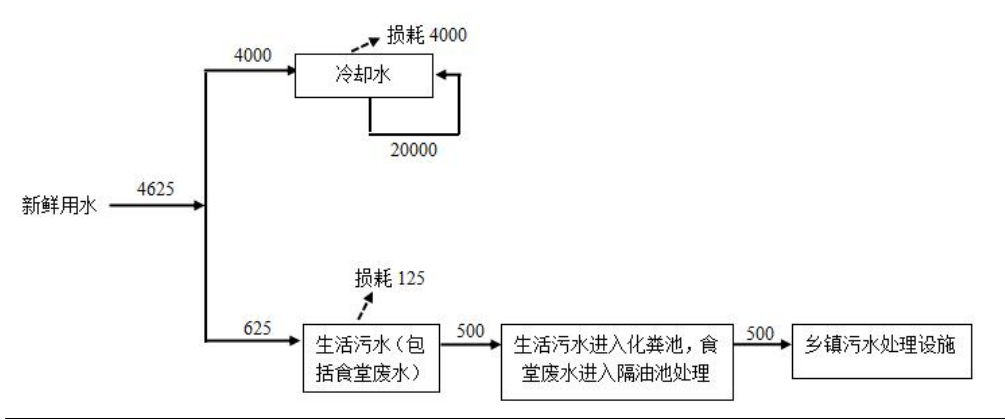 损耗 4000
4000
冷却水
20000
4625
新鲜用水
损耗 125
625
生活污水（包
括食堂废水）
500
生活污水进入化粪池，食
堂废水进入隔油池处理
500
乡镇污水处理设施